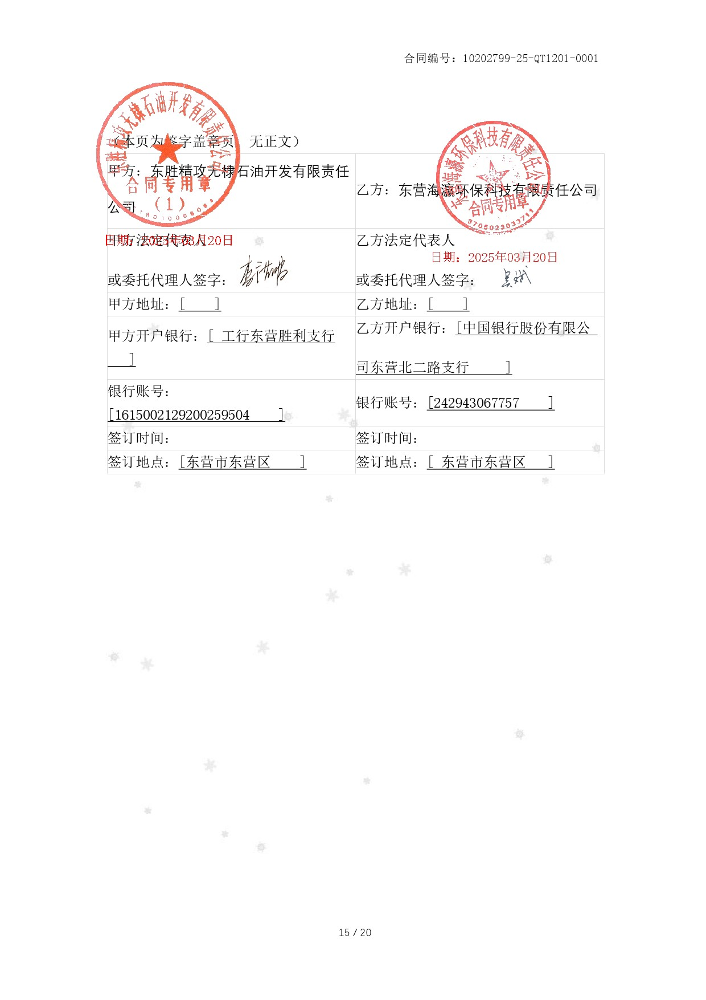 合同编号：10202799-25-QT1201-0001
（本页为签字盖章页　无正文）
东胜精攻无棣石油开发有限责任公司
合同专用章
(1)
东营海瀛环保科技有限责任公司
合同专用章
3705023033711
甲方：东胜精攻无棣石油开发有限责任
公司
乙方：东营海瀛环保科技有限责任公司
甲方法定代表人
日期：2025年03月20日
或委托代理人签字：
乙方法定代表人
日期：2025年03月20日
或委托代理人签字： 吴斌
甲方地址：[    ]
乙方地址：[    ]
甲方开户银行：[ 工行东营胜利支行
   ]
乙方开户银行：[中国银行股份有限公
司东营北二路支行     ]
银行账号：
[1615002129200259504    ]
银行账号：[242943067757    ]
签订时间：
签订时间：
签订地点：[东营市东营区    ]
签订地点：[ 东营市东营区   ]
15 / 20